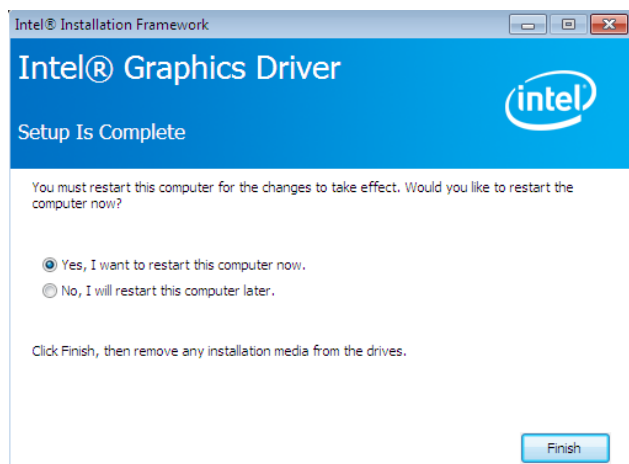 Intel® Installation Framework
Intel® Graphics Driver
intel
Setup Is Complete
You must restart this computer for the changes to take effect. Would you like to restart the
computer now?
Yes, I want to restart this computer now.
No, I will restart this computer later.
Click Finish, then remove any installation media from the drives.
Finish